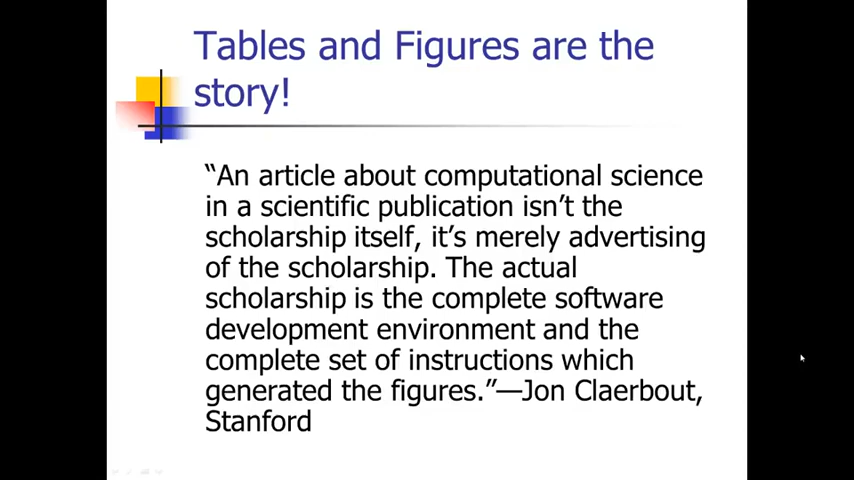 Tables and Figures are the
story!
“An article about computational science
in a scientific publication isn’t the
scholarship itself, it’s merely advertising
of the scholarship. The actual
scholarship is the complete software
development environment and the
complete set of instructions which
generated the figures.”—Jon Claerbout,
Stanford